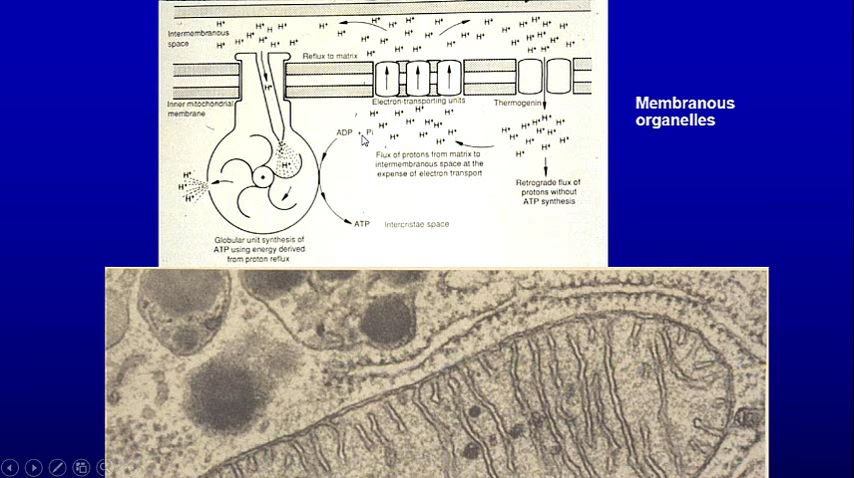 H+ H+ H+ H+ H+ H+ H+ H+ H+ H+ H+ H+
Intermembranous
space
Reflux to matrix
H+
Inner mitochondrial
membrane
Electron-transporting units
Thermogenin
H+ H+ H+ H+ H+ H+ H+ H+
ADP + Pi
Flux of protons from matrix to
intermembranous space at the
expense of electron transport
H+
H+
H+
H+
Retrograde flux of
protons without
ATP synthesis
ATP
Intercristae space
Globular unit synthesis of
ATP using energy derived
from proton reflux
Membranous
organelles